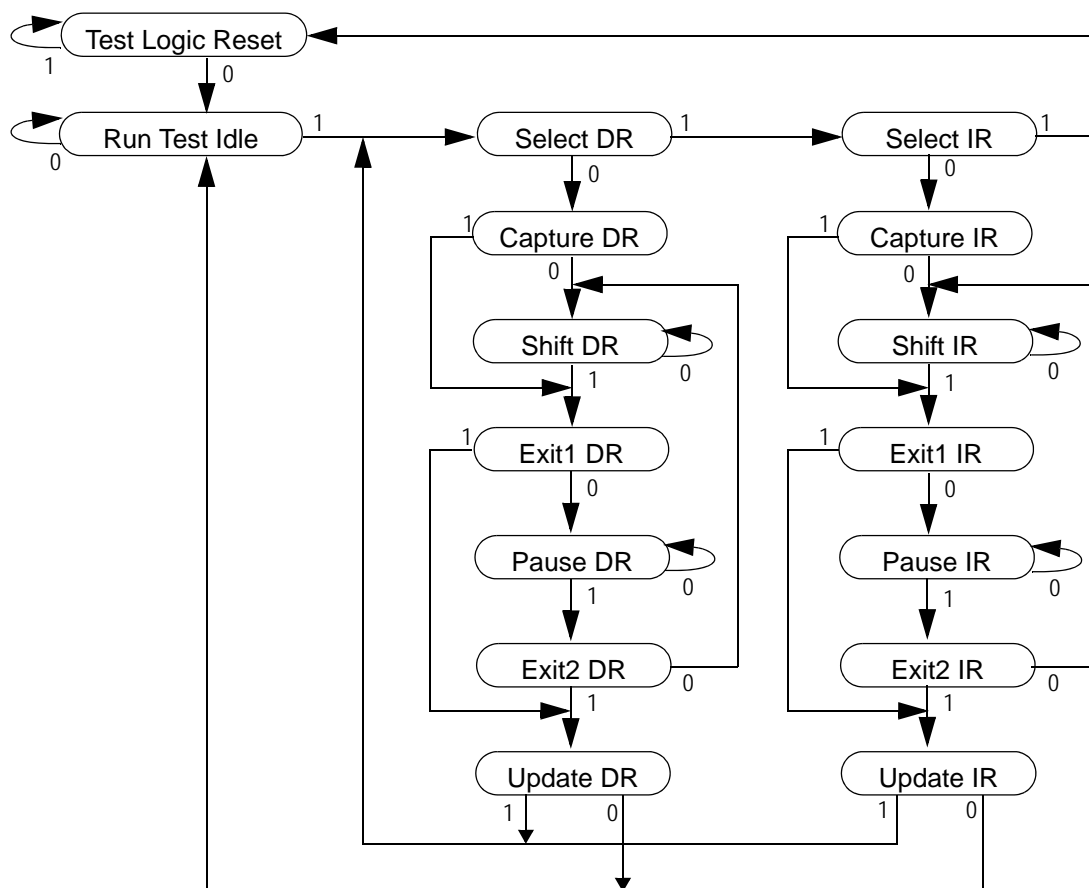 Test Logic Reset
1
0
Run Test Idle
1
Select DR
1
Select IR
1
0
0
0
1
Capture DR
1
Capture IR
0
0
Shift DR
Shift IR
0
0
1
1
1
Exit1 DR
1
Exit1 IR
0
0
Pause DR
Pause IR
0
0
1
1
Exit2 DR
Exit2 IR
0
0
1
1
Update DR
Update IR
1
0
1
0